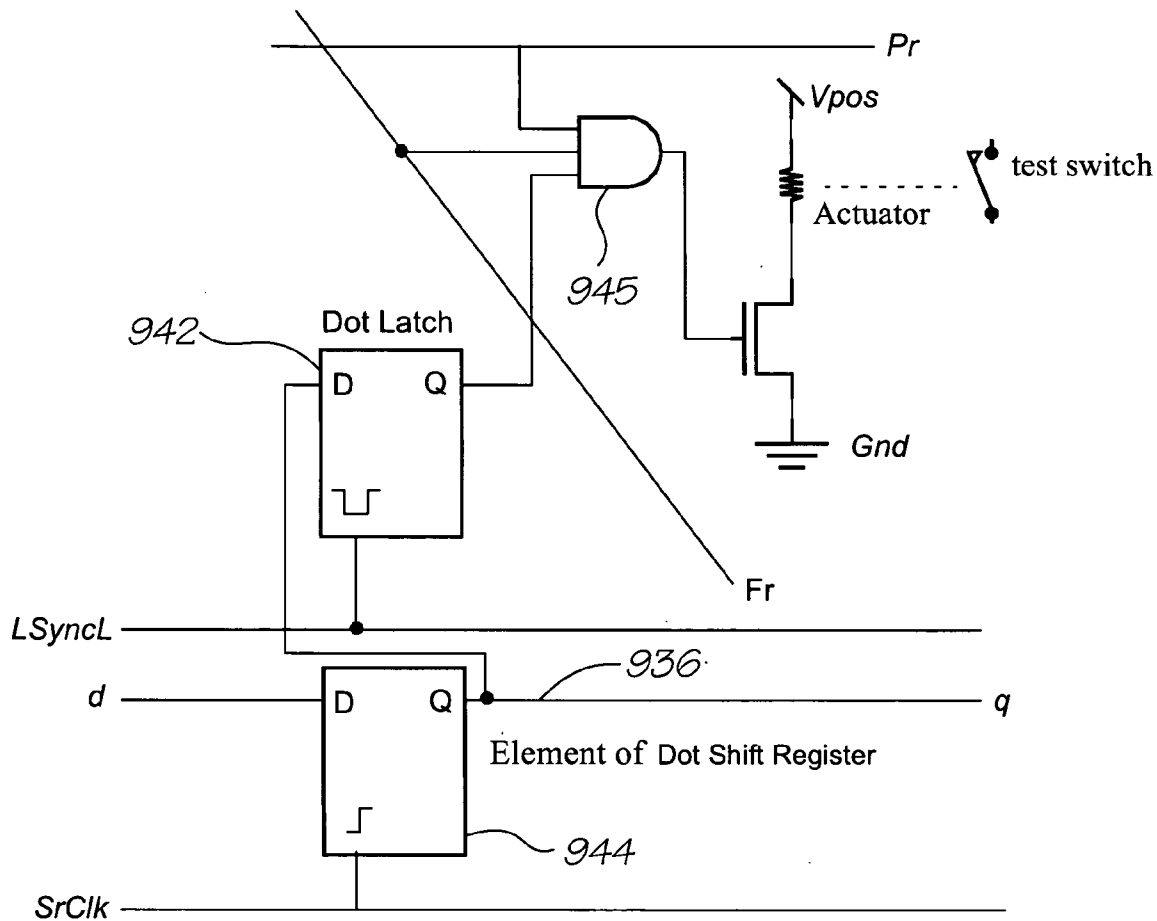 Pr
Vpos
test switch
Actuator
945
942
Dot Latch
D Q
Gnd
Fr
LSyncL
936
d
D Q
q
Element of Dot Shift Register
944
SrClk